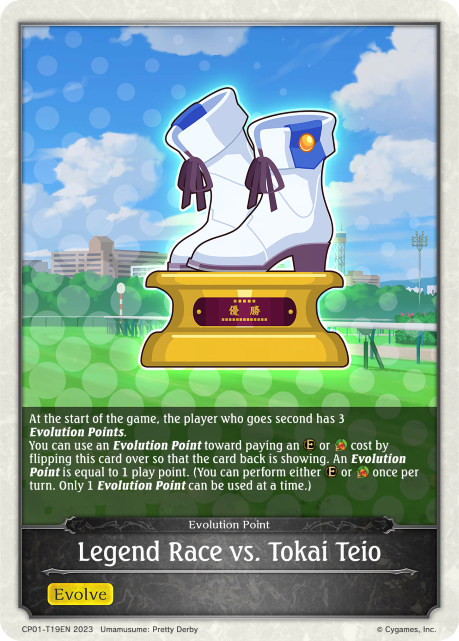 優勝
At the start of the game, the player who goes second has 3
Evolution Points.
You can use an Evolution Point toward paying an E or cost by
flipping this card over so that the card back is showing. An Evolution
Point is equal to 1 play point. (You can perform either E or once per
turn. Only 1 Evolution Point can be used at a time.)
Evolution Point
Legend Race vs. Tokai Teio
Evolve
CP01-T19EN 2023 Umamusume: Pretty Derby
© Cygames, Inc.